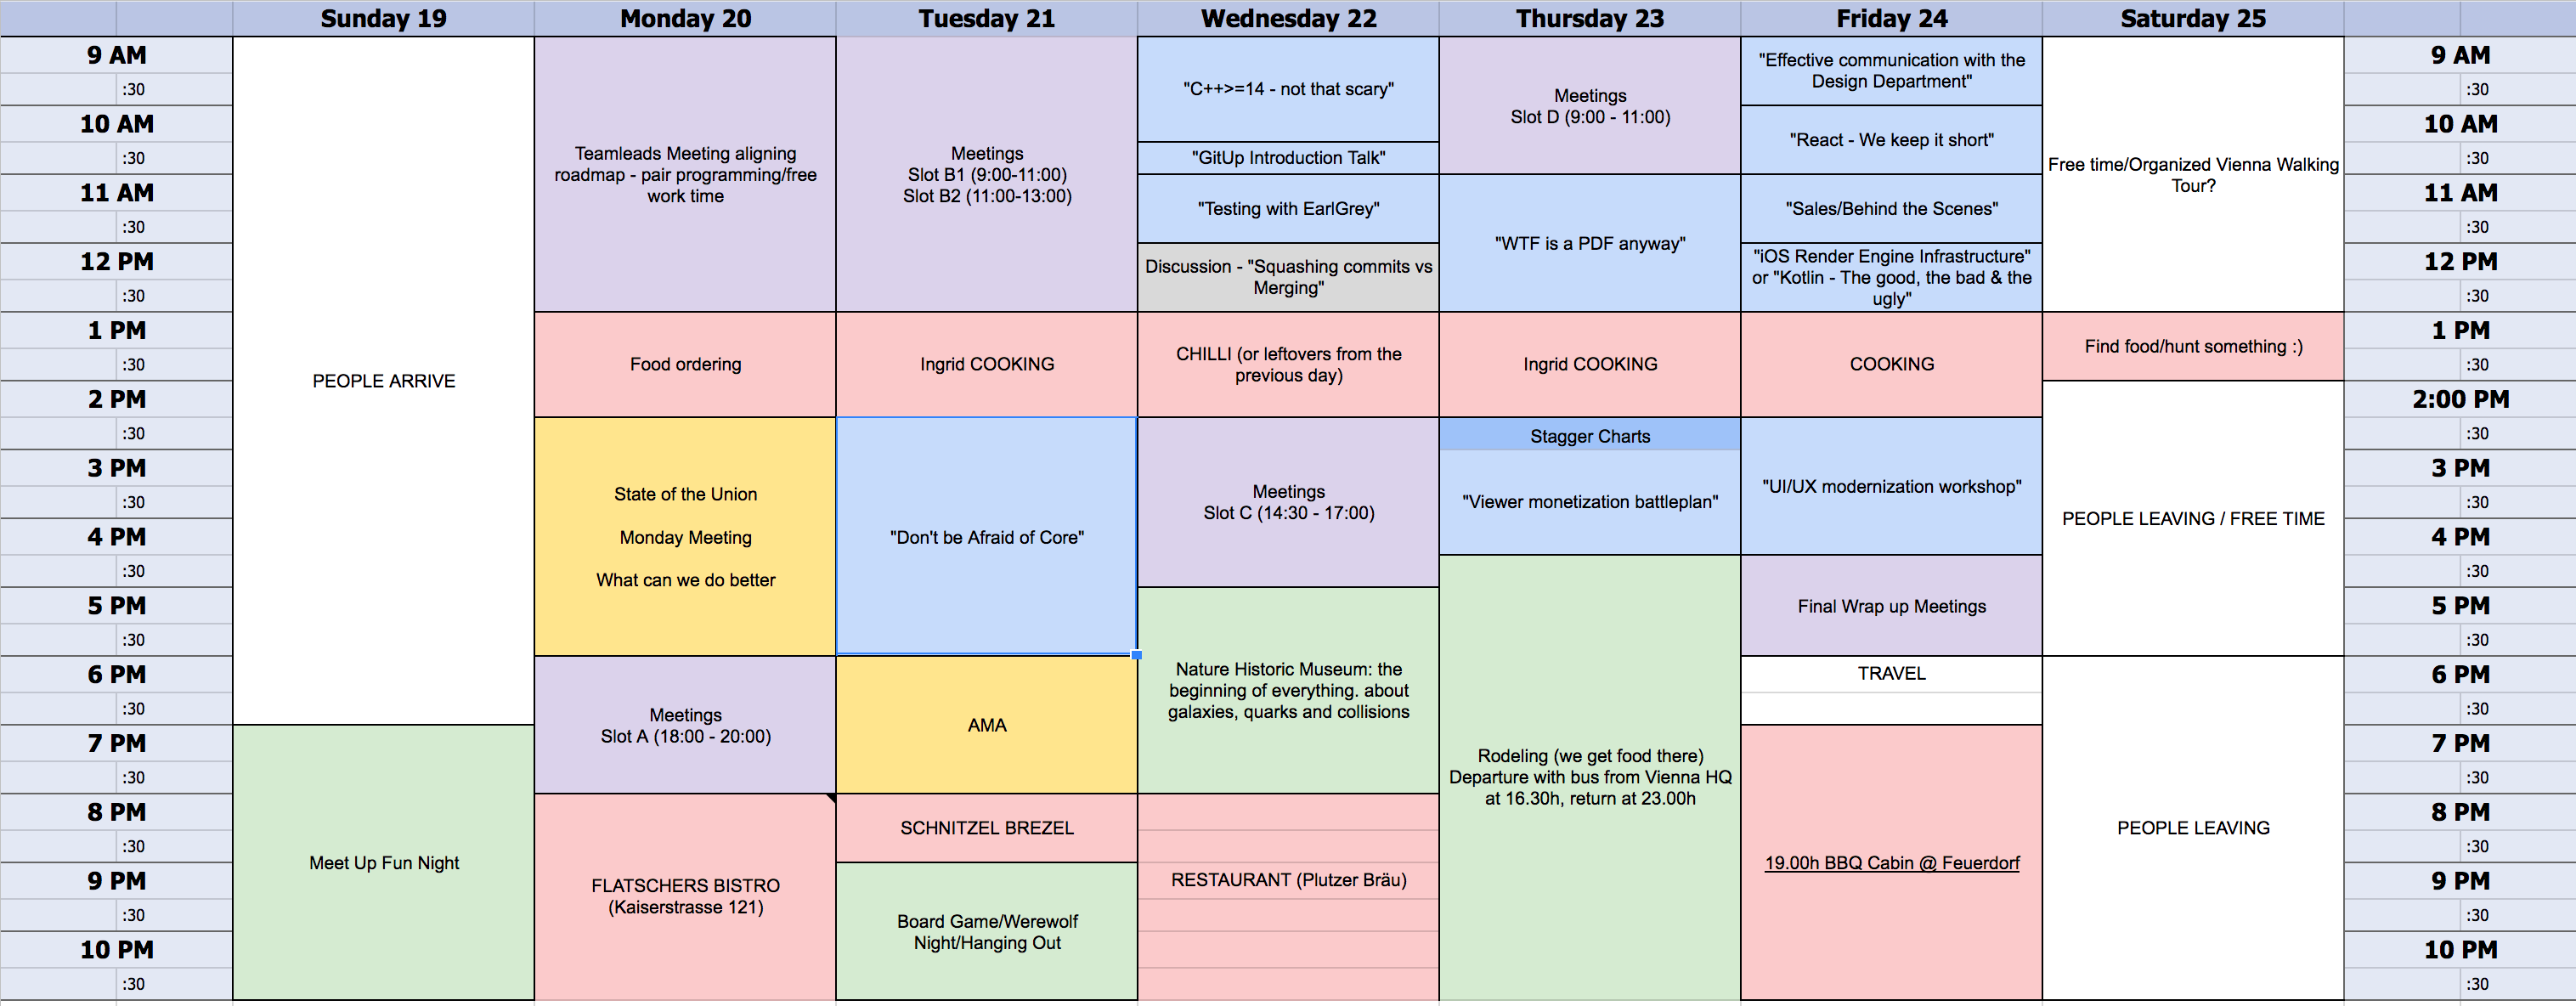 Sunday 19
Monday 20
Tuesday 21
Wednesday 22
Thursday 23
Friday 24
Saturday 25
9 AM
:30
10 AM
:30
11 AM
:30
12 PM
:30
1 PM
:30
2 PM
:30
3 PM
:30
4 PM
:30
5 PM
:30
6 PM
:30
7 PM
:30
8 PM
:30
9 PM
:30
10 PM
:30
PEOPLE ARRIVE
Meet Up Fun Night
Teamleads Meeting aligning
roadmap - pair programming/free
work time
Food ordering
State of the Union
Monday Meeting
What can we do better
Meetings
Slot A (18:00 - 20:00)
FLATSCHERS BISTRO
(Kaiserstrasse 121)
Meetings
Slot B1 (9:00-11:00)
Slot B2 (11:00-13:00)
Ingrid COOKING
"Don't be Afraid of Core"
AMA
SCHNITZEL BREZEL
Board Game/Werewolf
Night/Hanging Out
"C++>=14 - not that scary"
"GitUp Introduction Talk"
"Testing with EarlGrey"
Discussion - "Squashing commits vs
Merging"
CHILLI (or leftovers from the
previous day)
Meetings
Slot C (14:30 - 17:00)
Nature Historic Museum: the
beginning of everything. about
galaxies, quarks and collisions
RESTAURANT (Plutzer Bräu)
Meetings
Slot D (9:00 - 11:00)
"WTF is a PDF anyway"
Ingrid COOKING
Stagger Charts
"Viewer monetization battleplan"
Rodeling (we get food there)
Departure with bus from Vienna HQ
at 16.30h, return at 23.00h
"Effective communication with the
Design Department"
"React - We keep it short"
"Sales/Behind the Scenes"
"iOS Render Engine Infrastructure"
or "Kotlin - The good, the bad & the
ugly"
COOKING
"UI/UX modernization workshop"
Final Wrap up Meetings
TRAVEL
19.00h BBQ Cabin @ Feuerdorf
Free time/Organized Vienna Walking
Tour?
Find food/hunt something :)
PEOPLE LEAVING / FREE TIME
PEOPLE LEAVING
9 AM
:30
10 AM
:30
11 AM
:30
12 PM
:30
1 PM
:30
2:00 PM
:30
3 PM
:30
4 PM
:30
5 PM
:30
6 PM
:30
7 PM
:30
8 PM
:30
9 PM
:30
10 PM
:30